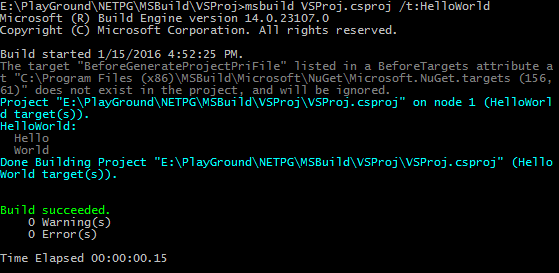 E:\PlayGround\NETPG\MSBuild\VSProj>msbuild VSProj.csproj /t:HelloWorld
Microsoft (R) Build Engine version 14.0.23107.0
Copyright (C) Microsoft Corporation. All rights reserved.
Build started 1/15/2016 4:52:25 PM.
The target "BeforeGenerateProjectPriFile" listed in a BeforeTargets attribute a
t "C:\Program Files (x86)\MSBuild\Microsoft\NuGet\Microsoft.NuGet.targets (156,
61)" does not exist in the project, and will be ignored.
Project "E:\PlayGround\NETPG\MSBuild\VSProj\VSProj.csproj" on node 1 (HelloWorl
d target(s)).
HelloWorld:
  Hello
  World
Done Building Project "E:\PlayGround\NETPG\MSBuild\VSProj\VSProj.csproj" (Hello
World target(s)).
Build succeeded.
    0 Warning(s)
    0 Error(s)
Time Elapsed 00:00:00.15